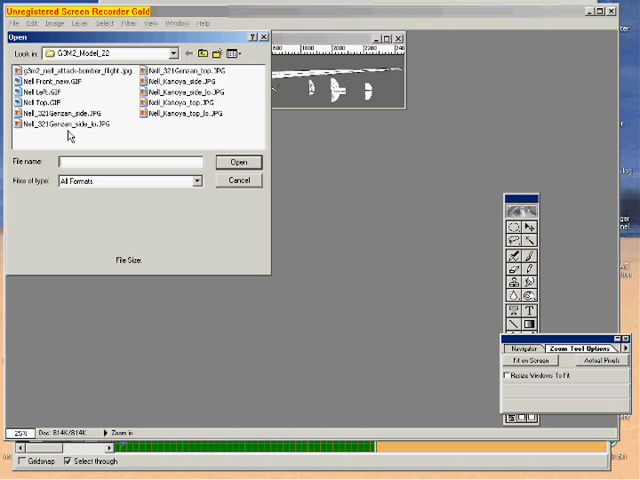 Unregistered Screen Recorder Gold
File Edit Image Layer Select Filter View Window Help
Open
Look in: G3M2_Model_22
g3m2_nell_attack-bomber_flight.jpg
Nell Front_new.GIF
Nell Left.GIF
Nell Top.GIF
Nell_321Genzan_side.JPG
Nell_321Genzan_side_lo.JPG
Nell_321Genzan_top.JPG
Nell_Kanoya_side.JPG
Nell_Kanoya_side_lo.JPG
Nell_Kanoya_top.JPG
Nell_Kanoya_top_lo.JPG
File name: Open
Files of type: All Formats Cancel
File Size:
1600 2000 2200 240
Navigator Zoom Tool Options
Fit on Screen Actual Pixels
Resize Windows To Fit
25% Doc: 814K/814K Zoom in
Gridsnap Select through